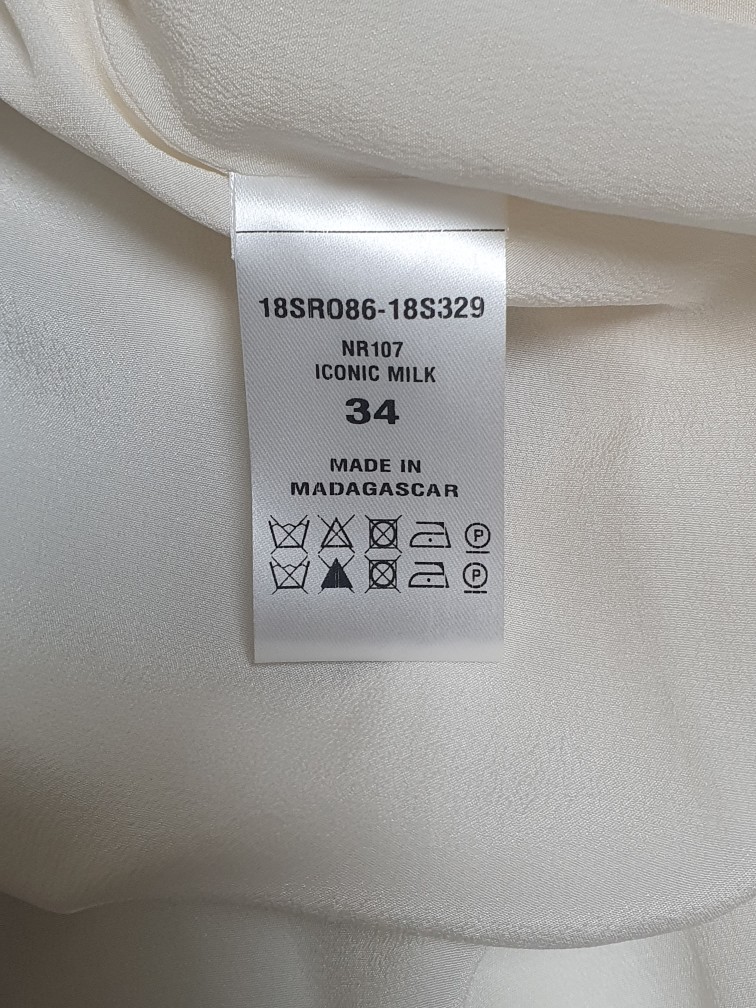 18SR086-18S329
NR107
ICONIC MILK
34
MADE IN
MADAGASCAR
P
P